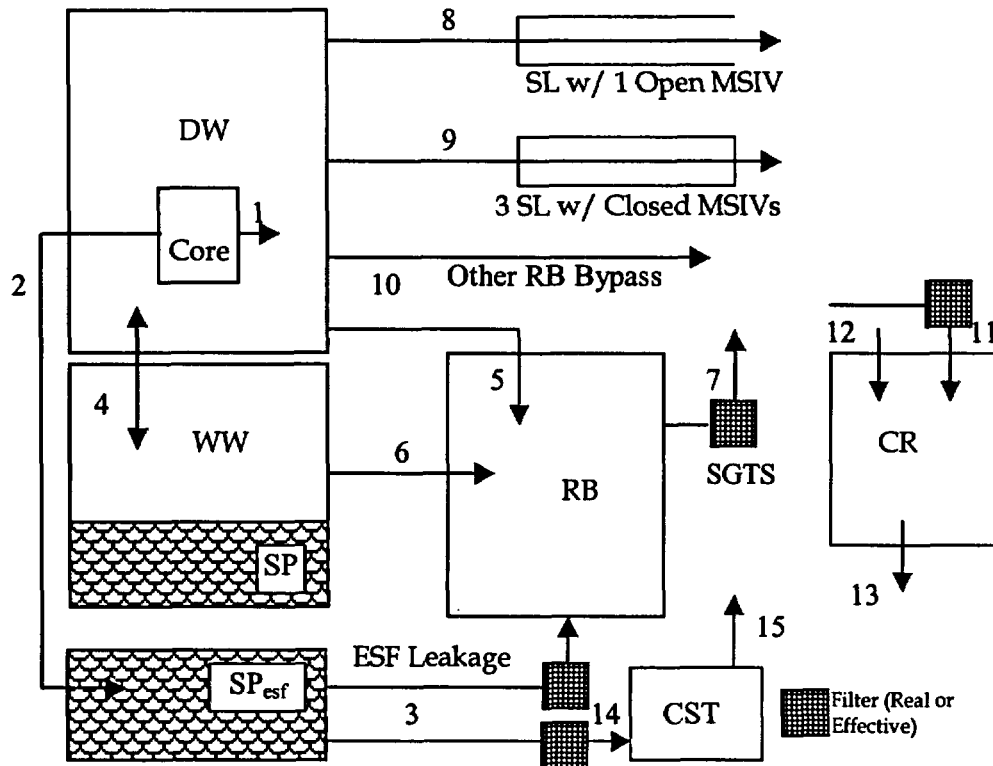 8
SL w/ 1 Open MSIV
DW
9
3 SL w/ Closed MSIVs
1
Core
2
10
Other RB Bypass
12
11
4
5
7
WW
6
RB
SGTS
CR
SP
13
ESF Leakage
15
SPesf
3
14
CST
Filter (Real or
Effective)